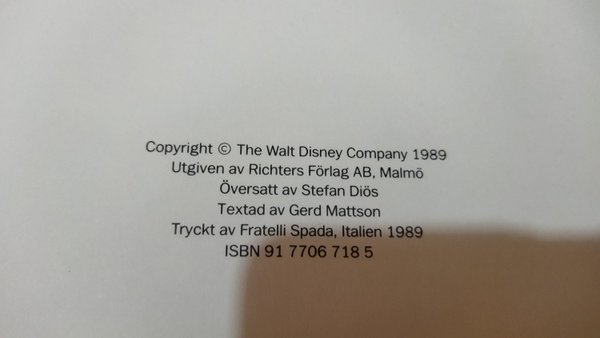 Copyright © The Walt Disney Company 1989
Utgiven av Richters Förlag AB, Malmö
Översatt av Stefan Diös
Textad av Gerd Mattson
Tryckt av Fratelli Spada, Italien 1989
ISBN 91 7706 718 5